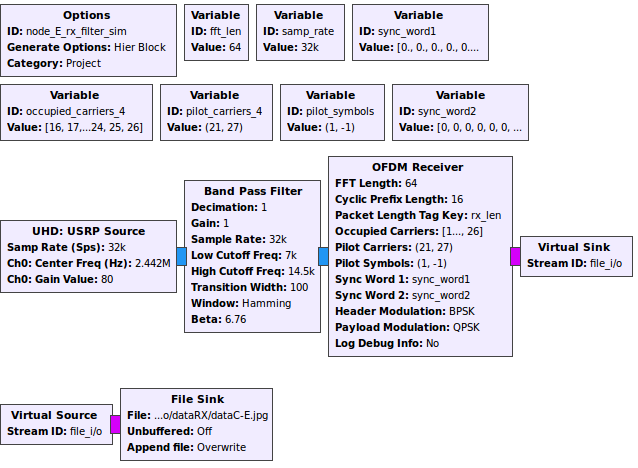 Options
ID: node_E_rx_filter_sim
Generate Options: Hier Block
Category: Project
Variable
ID: fft_len
Value: 64
Variable
ID: samp_rate
Value: 32k
Variable
ID: sync_word1
Value: [0., 0., 0., 0., 0....
Variable
ID: occupied_carriers_4
Value: [16, 17,...24, 25, 26]
Variable
ID: pilot_carriers_4
Value: (21, 27)
Variable
ID: pilot_symbols
Value: (1, -1)
Variable
ID: sync_word2
Value: [0, 0, 0, 0, 0, 0, ...
UHD: USRP Source
Samp Rate (Sps): 32k
Ch0: Center Freq (Hz): 2.442M
Ch0: Gain Value: 80
Band Pass Filter
Decimation: 1
Gain: 1
Sample Rate: 32k
Low Cutoff Freq: 7k
High Cutoff Freq: 14.5k
Transition Width: 100
Window: Hamming
Beta: 6.76
OFDM Receiver
FFT Length: 64
Cyclic Prefix Length: 16
Packet Length Tag Key: rx_len
Occupied Carriers: [1..., 26]
Pilot Carriers: (21, 27)
Pilot Symbols: (1, -1)
Sync Word 1: sync_word1
Sync Word 2: sync_word2
Header Modulation: BPSK
Payload Modulation: QPSK
Log Debug Info: No
Virtual Sink
Stream ID: file_i/o
Virtual Source
Stream ID: file_i/o
File Sink
File: ...o/dataRX/dataC-E.jpg
Unbuffered: Off
Append file: Overwrite